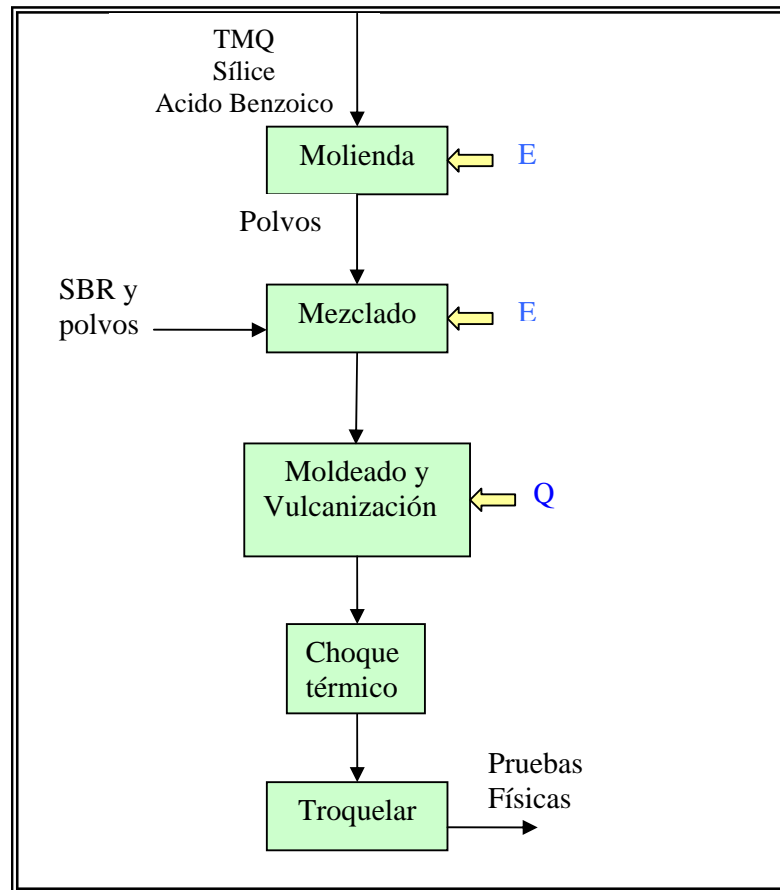 TMQ
Sílice
Acido Benzoico
Molienda
E
Polvos
SBR y
polvos
Mezclado
E
Moldeado y
Vulcanización
Q
Choque
térmico
Troquelar
Pruebas
Físicas